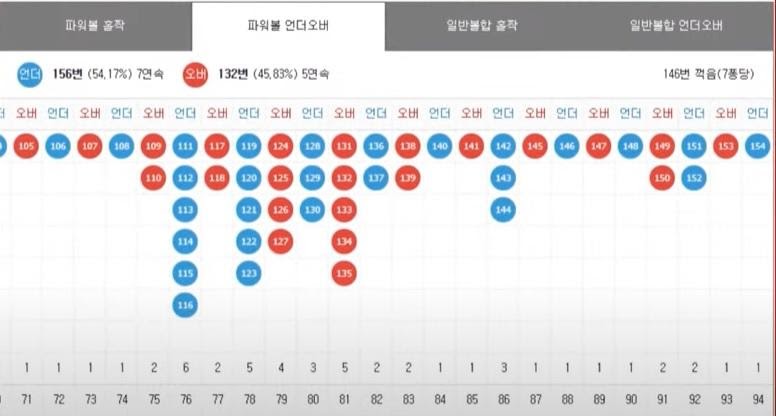 파워볼 홀짝 파워볼 언더오버 일반볼합 홀짝 일반볼합 언더오버
언더 156번 (54,17%) 7연속 오버 132번 (45,83%) 5연속 146번 꺽음(7퐁당)
오버 언더 오버 언더 오버 언더 오버 언더 오버 언더 오버 언더 오버 언더 오버 언더 오버 언더 오버 언더 오버 언더 오버 언더
105 106 107 108 109 111 117 119 124 128 131 136 138 140 141 142 145 146 147 148 149 151 153 154
110 112 118 120 125 129 132 137 139 143 150 152
113 121 126 130 133 144
114 122 127 134
115 123 135
116
1 1 1 1 2 6 2 5 4 3 5 2 2 1 1 3 1 1 1 1 2 2 1 1
71 72 73 74 75 76 77 78 79 80 81 82 83 84 85 86 87 88 89 90 91 92 93 94